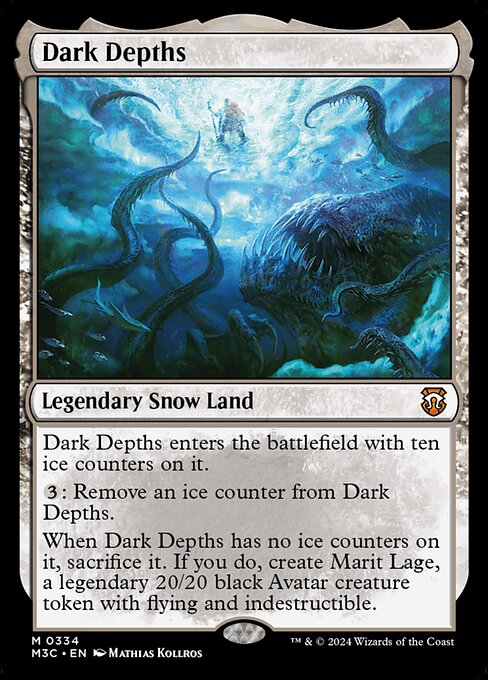 Dark Depths
Legendary Snow Land
Dark Depths enters the battlefield with ten
ice counters on it.
3: Remove an ice counter from Dark
Depths.
When Dark Depths has no ice counters on
it, sacrifice it. If you do, create Marit Lage,
a legendary 20/20 black Avatar creature
token with flying and indestructible.
M 0334
M3C • EN Mathias Kollros
™ & © 2024 Wizards of the Coast